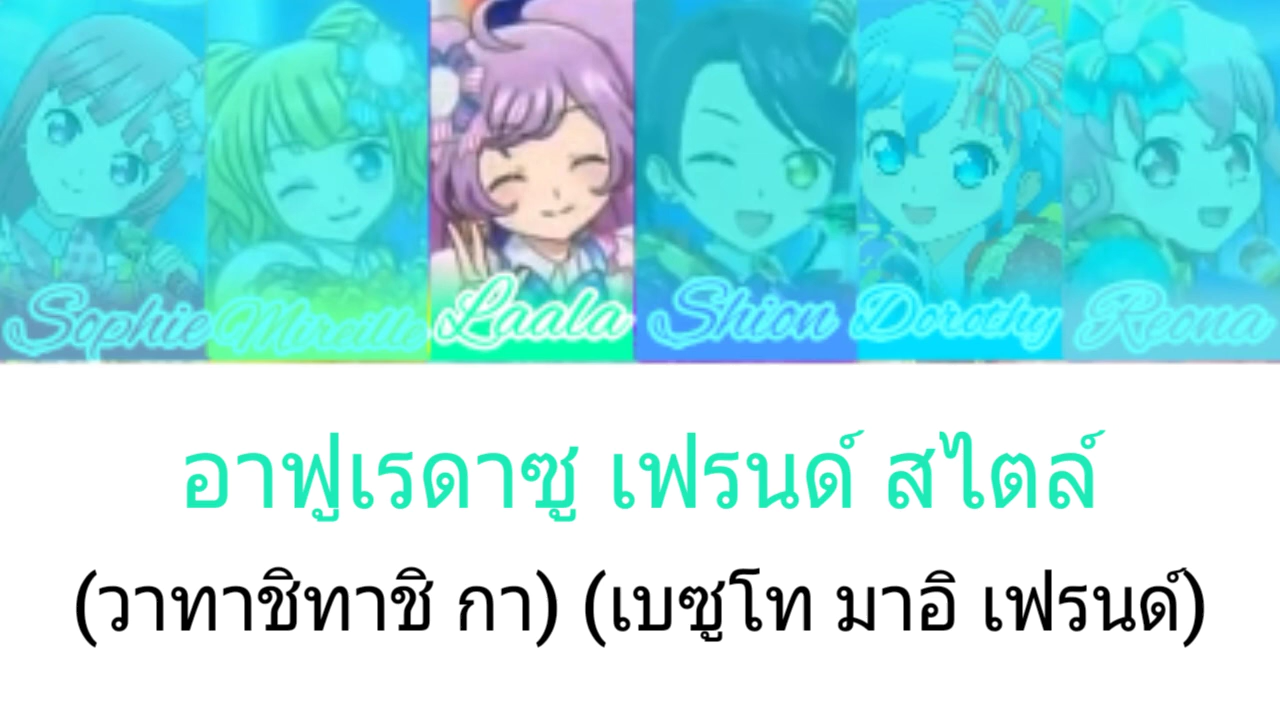 Sophie Mireille Laala Shion Dorothy Reona
อาฟูเรดาซู เฟรนด์ สไตล์
(วาทาชิทาชิ กา) (เบซูโท มาอิ เฟรนด์)